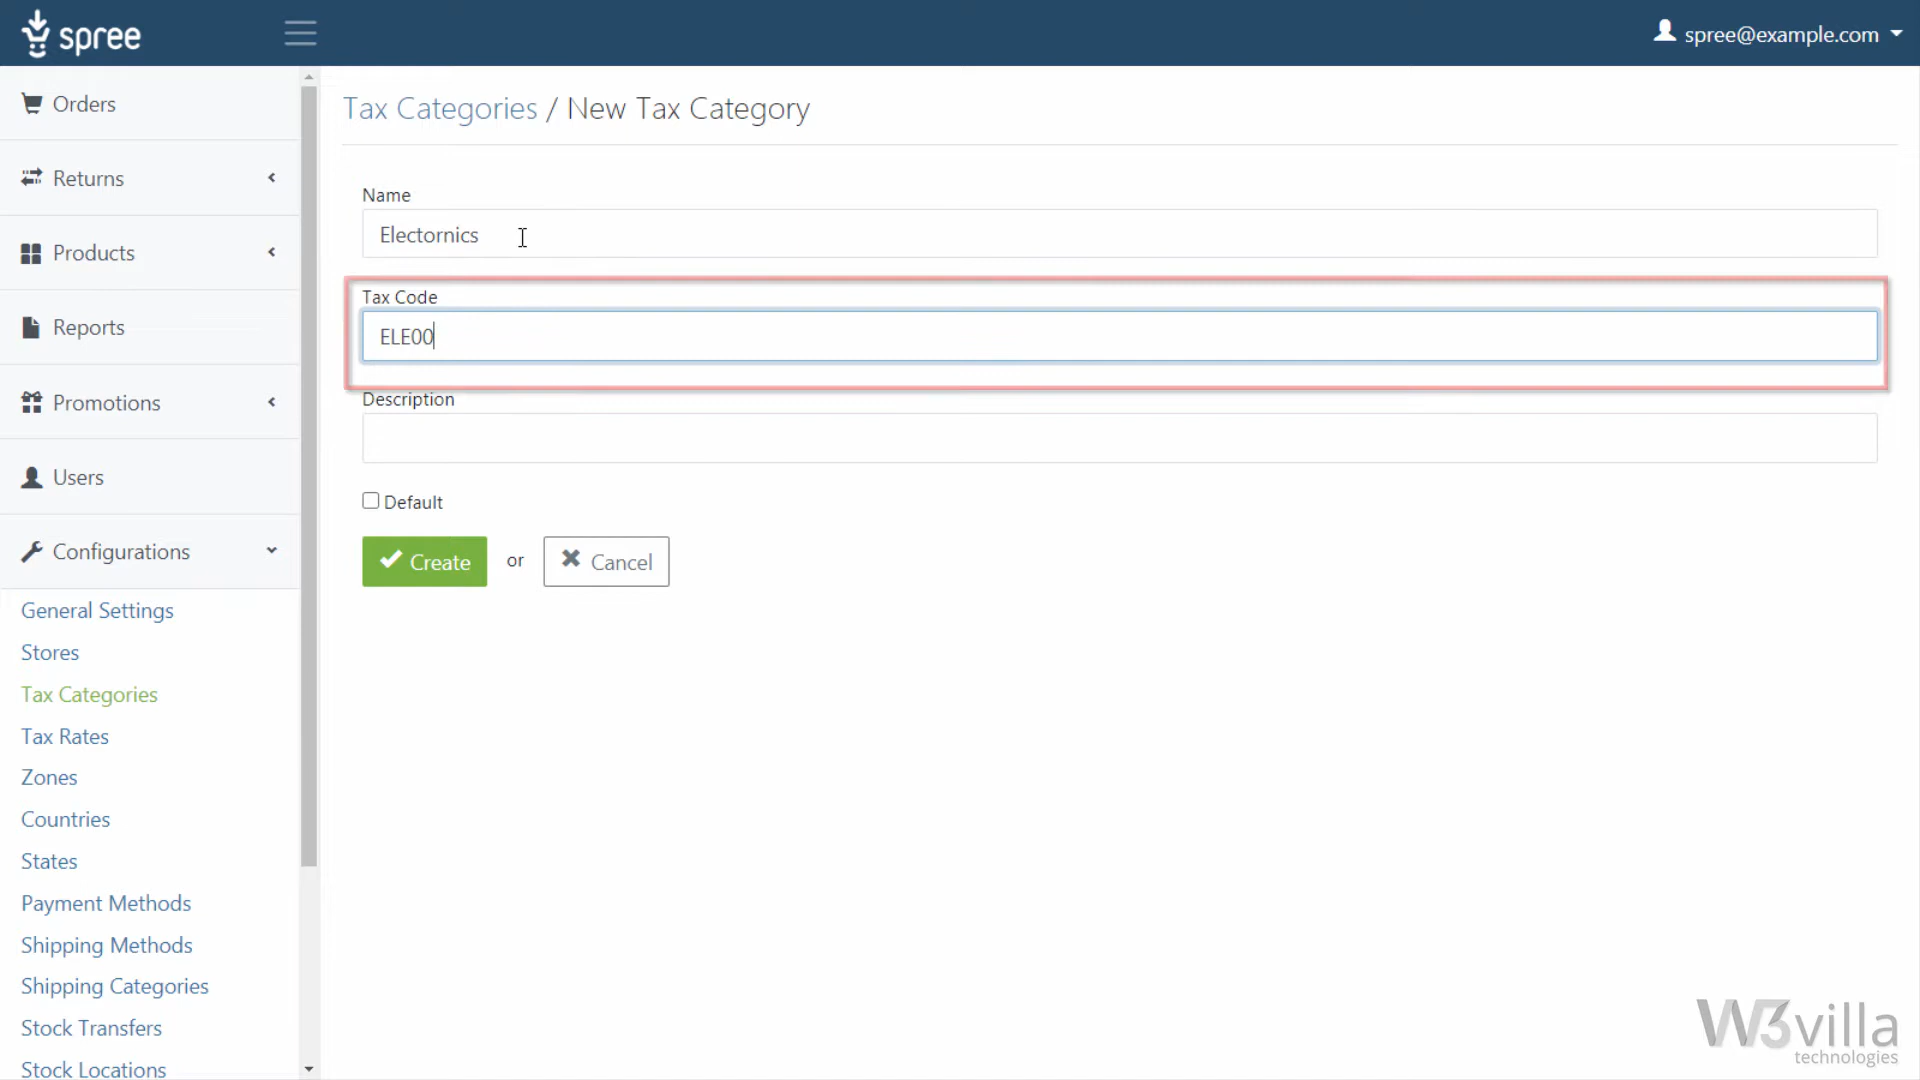 spree
spree@example.com
Orders
Returns
Products
Reports
Promotions
Users
Configurations
General Settings
Stores
Tax Categories
Tax Rates
Zones
Countries
States
Payment Methods
Shipping Methods
Shipping Categories
Stock Transfers
Stock Locations
Tax Categories / New Tax Category
Name
Electornics
Tax Code
ELE00
Description
Default
Create or Cancel
W3villa
technologies